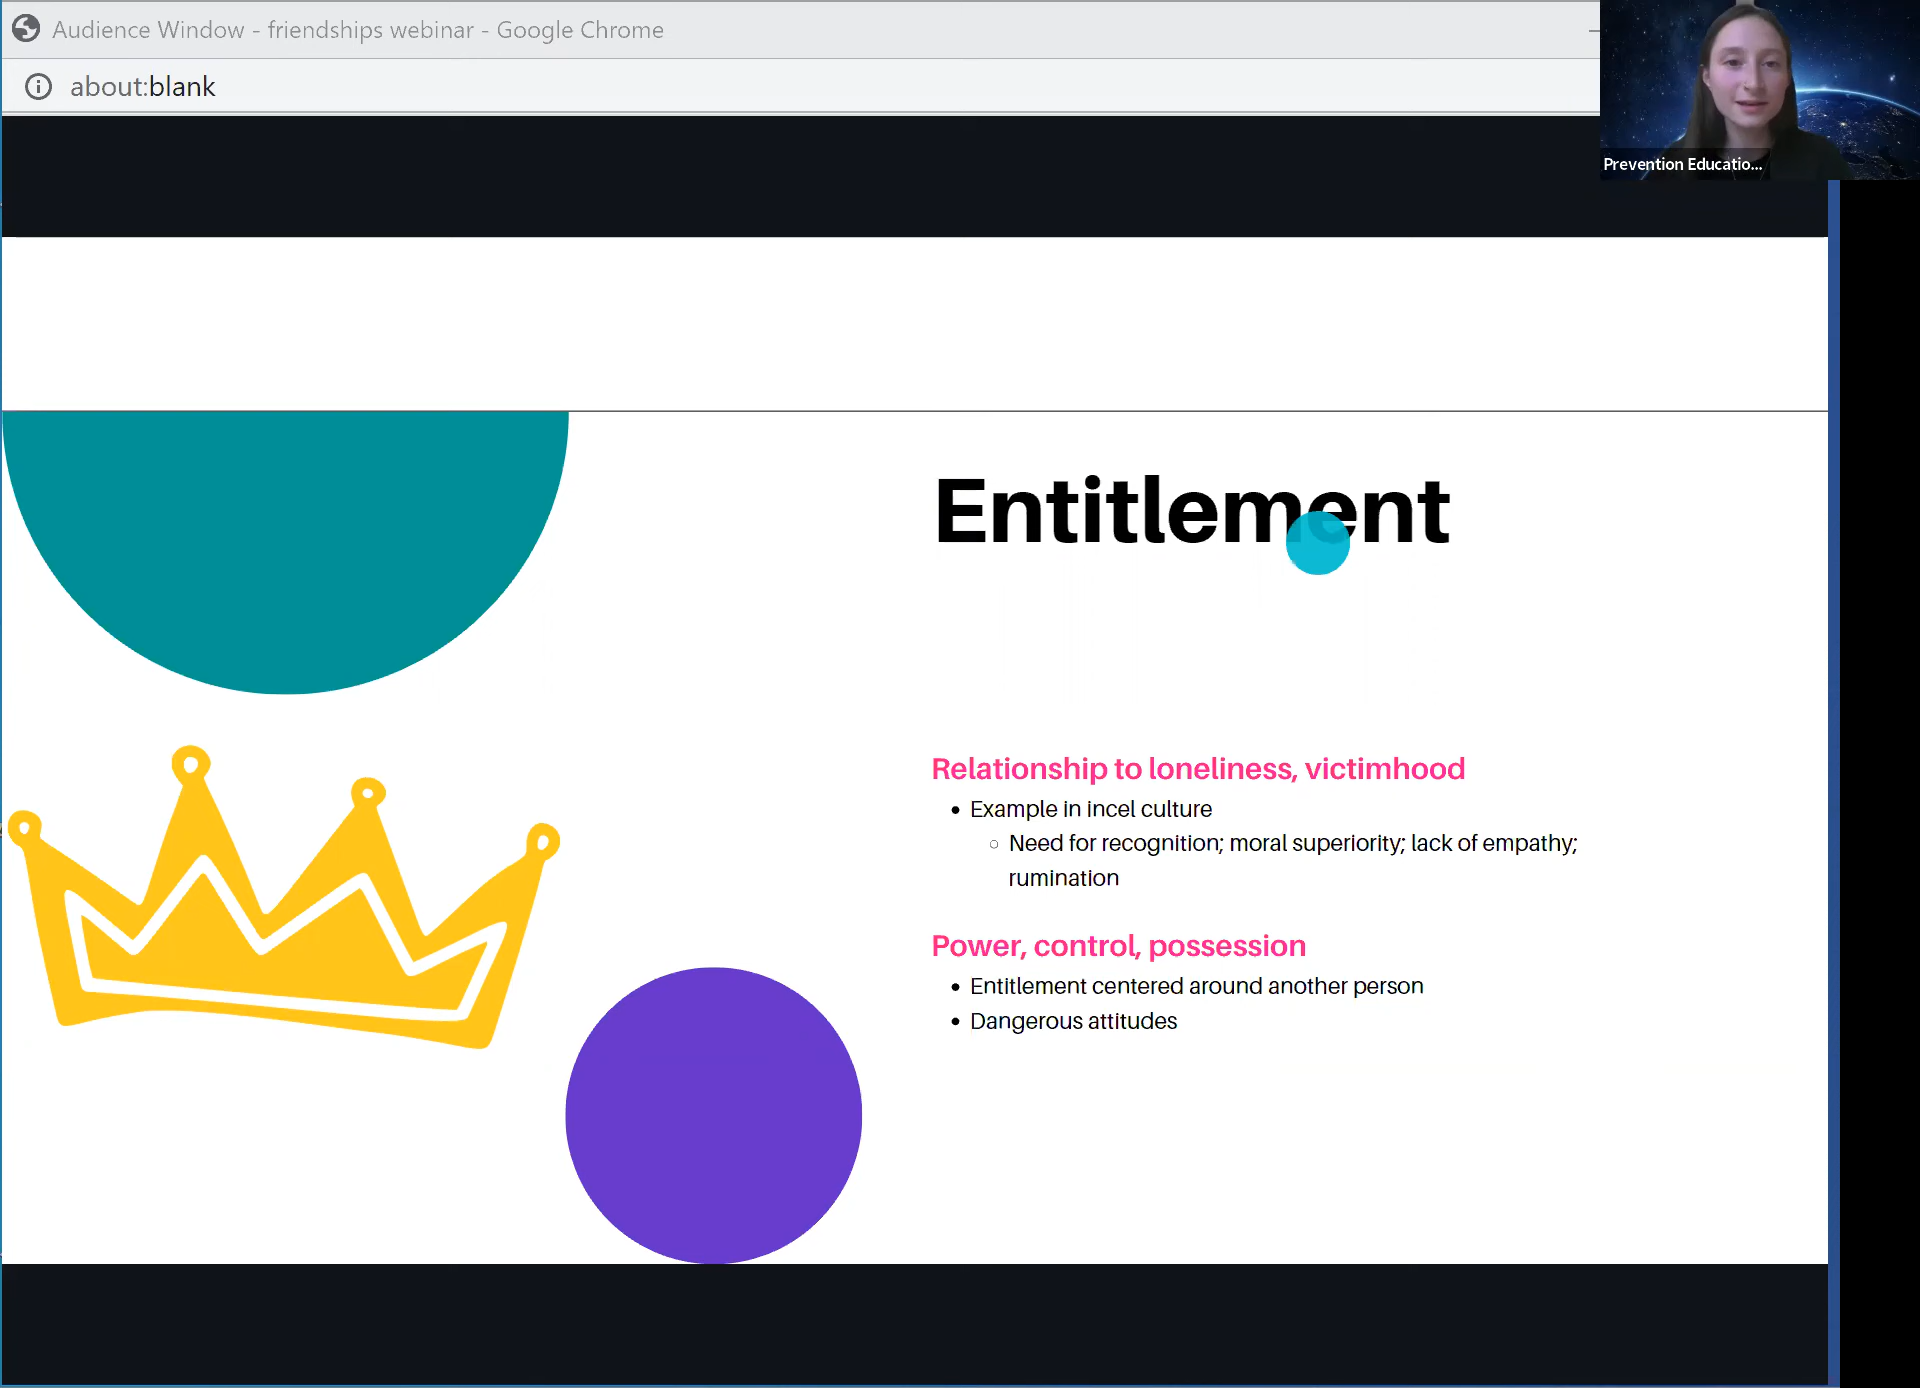 Audience Window - friendships webinar - Google Chrome
about:blank
Prevention Educatio...
Entitlement
Relationship to loneliness, victimhood
• Example in incel culture
○ Need for recognition; moral superiority; lack of empathy;
rumination
Power, control, possession
• Entitlement centered around another person
• Dangerous attitudes